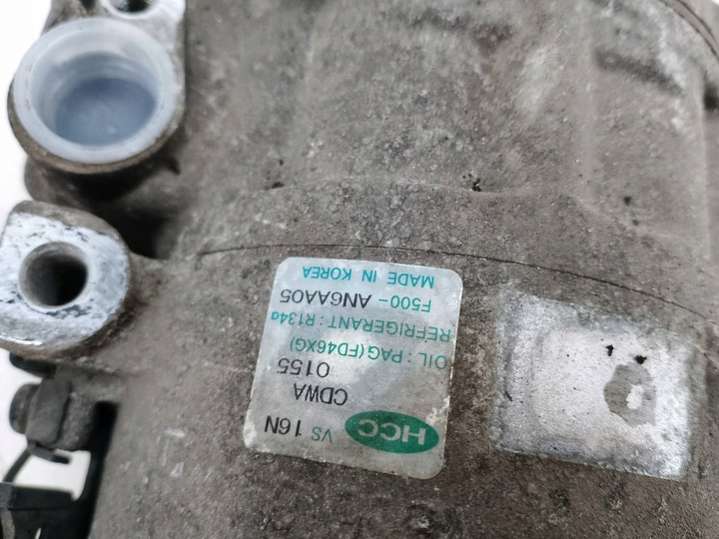 HCC VS 16N
CDWA
0155
OIL : PAG(FD46XG)
REFRIGERANT : R134a
F500-AN6AA05
MADE IN KOREA